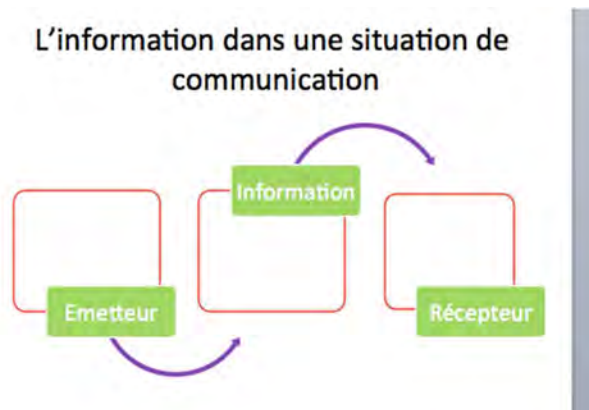 L'information dans une situation de
communication
Information
Emetteur
Récepteur